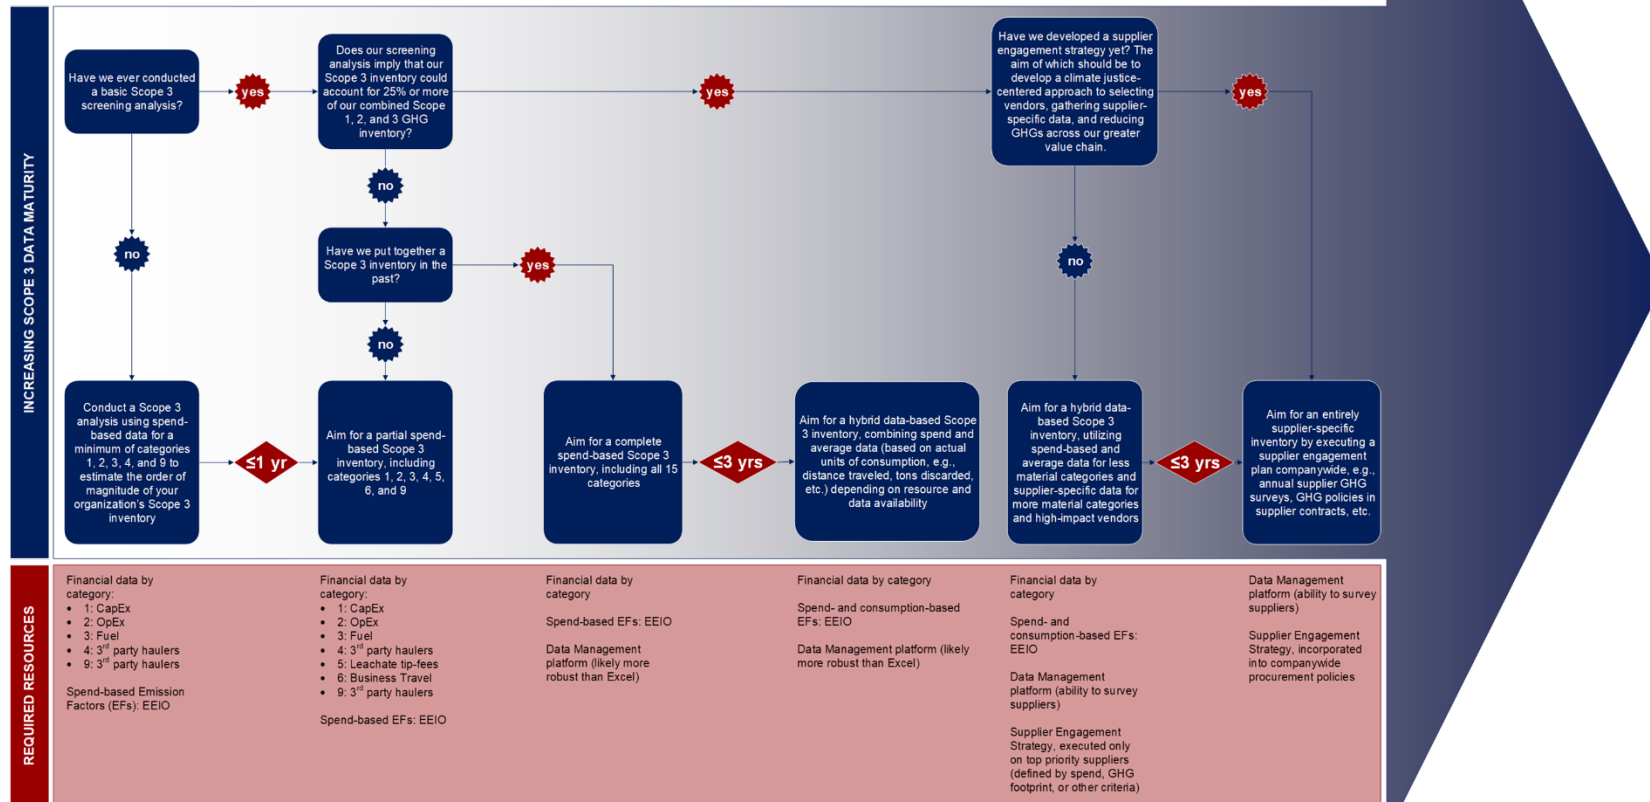 INCREASING SCOPE 3 DATA MATURITY
Have we ever conducted
a basic Scope 3
screening analysis?
yes
Does our screening
analysis imply that our
Scope 3 inventory could
account for 25% or more
of our combined Scope
1, 2, and 3 GHG
inventory?
yes
Have we developed a supplier
engagement strategy yet? The
aim of which should be to
develop a climate justice-
centered approach to selecting
vendors, gathering supplier-
specific data, and reducing
GHGs across our greater
value chain.
yes
no
no
Have we put together a
Scope 3 inventory in the
past?
yes
no
no
Conduct a Scope 3
analysis using spend-
based data for a
minimum of categories
1, 2, 3, 4, and 9 to
estimate the order of
magnitude of your
organization's Scope 3
inventory
≤1 yr
Aim for a partial spend-
based Scope 3
inventory, including
categories 1, 2, 3, 4, 5,
6, and 9
Aim for a complete
spend-based Scope 3
inventory, including all 15
categories
≤3 yrs
Aim for a hybrid data-based Scope
3 inventory, combining spend and
average data (based on actual
units of consumption, e.g.,
distance traveled, tons discarded,
etc.) depending on resource and
data availability
Aim for a hybrid data-
based Scope 3
inventory, utilizing
spend-based and
average data for less
material categories and
supplier-specific data for
more material categories
and high-impact vendors
≤3 yrs
Aim for an entirely
supplier-specific
inventory by executing a
supplier engagement
plan companywide, e.g.,
annual supplier GHG
surveys, GHG policies in
supplier contracts, etc.
REQUIRED RESOURCES
Financial data by
category:
• 1: CapEx
• 2: OpEx
• 3: Fuel
• 4: 3rd party haulers
• 9: 3rd party haulers
Spend-based Emission
Factors (EFs): EEIO
Financial data by
category:
• 1: CapEx
• 2: OpEx
• 3: Fuel
• 4: 3rd party haulers
• 5: Leachate tip-fees
• 6: Business Travel
• 9: 3rd party haulers
Spend-based EFs: EEIO
Financial data by
category
Spend-based EFs: EEIO
Data Management
platform (likely more
robust than Excel)
Financial data by category
Spend- and consumption-based
EFs: EEIO
Data Management platform (likely
more robust than Excel)
Financial data by
category
Spend- and
consumption-based EFs:
EEIO
Data Management
platform (ability to survey
suppliers)
Supplier Engagement
Strategy, executed only
on top priority suppliers
(defined by spend, GHG
footprint, or other criteria)
Data Management
platform (ability to survey
suppliers)
Supplier Engagement
Strategy, incorporated
into companywide
procurement policies